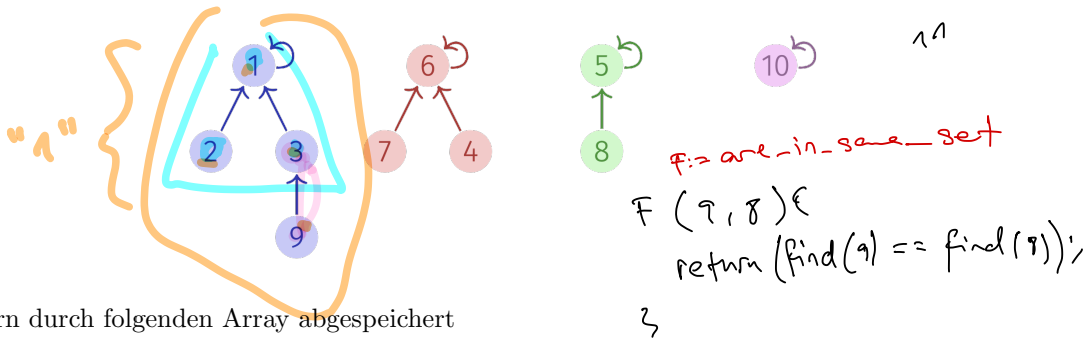 1 6 5 10 11
"1" 2 3 7 4 8
F:= are_in_same_set
F (9,8){
9
return (find(9) == find(8));
rn durch folgenden Array abgespeichert
}